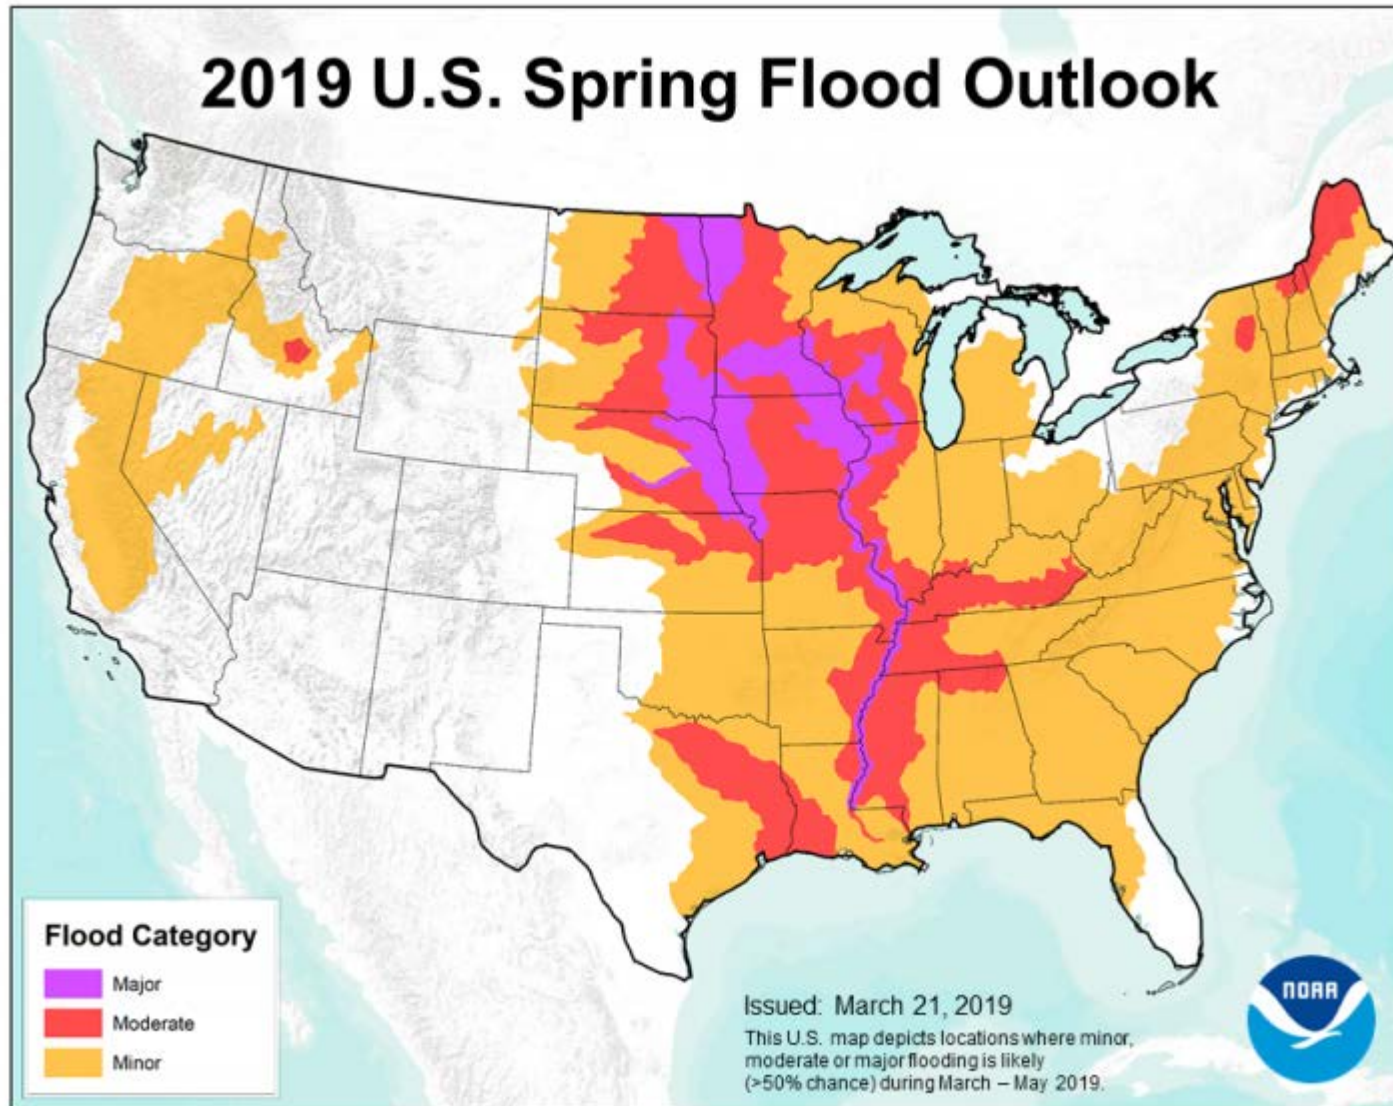 2019 U.S. Spring Flood Outlook
Flood Category
Major
Moderate
Minor
Issued: March 21, 2019
This U.S. map depicts locations where minor,
moderate or major flooding is likely
(>50% chance) during March – May 2019.
NOAA